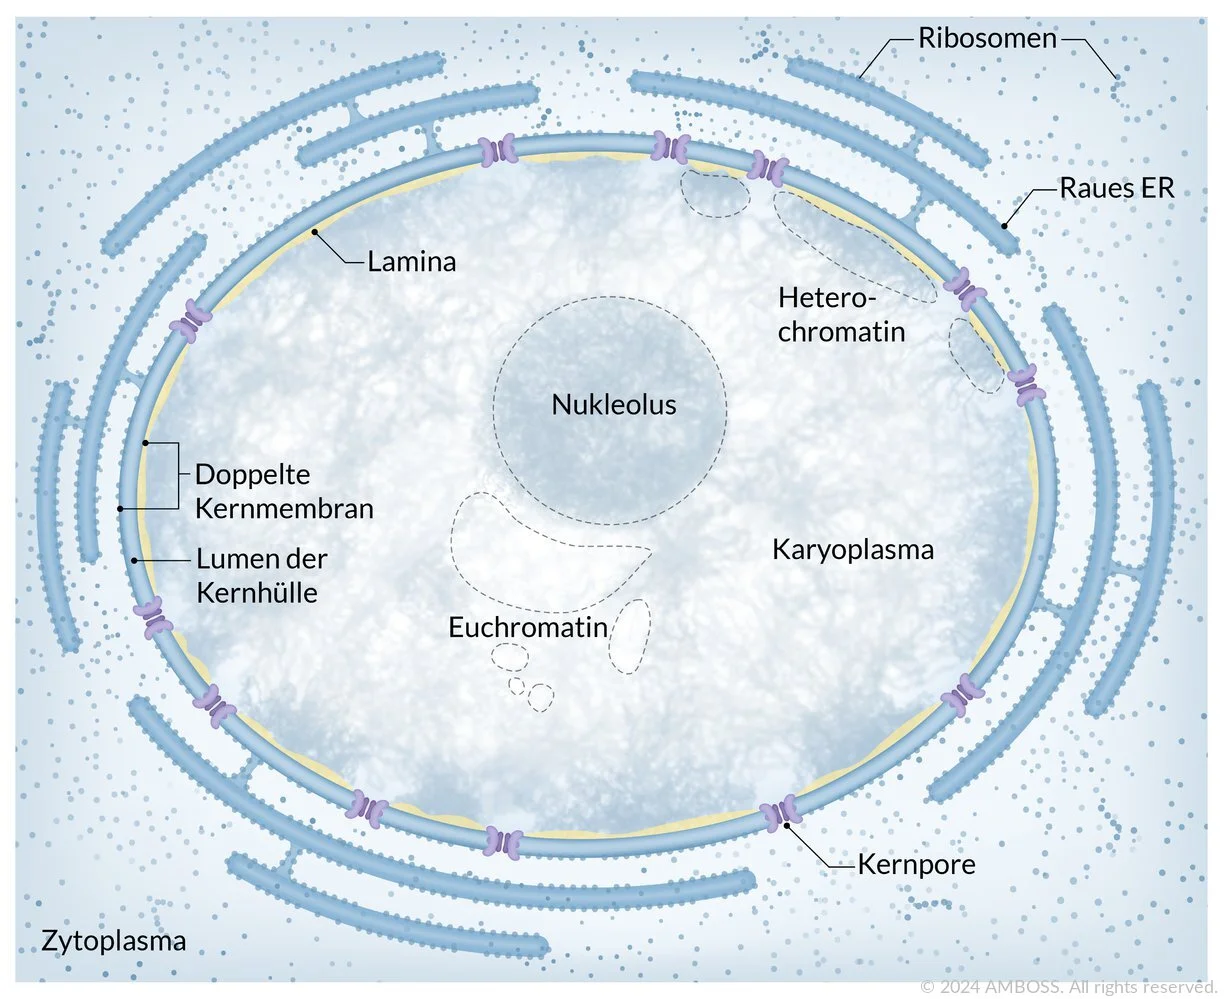 Ribosomen
Raues ER
Lamina
Hetero-
chromatin
Nukleolus
Doppelte
Kernmembran
Lumen der
Kernhülle
Karyoplasma
Euchromatin
Kernpore
Zytoplasma
© 2024 AMBOSS. All rights reserved.